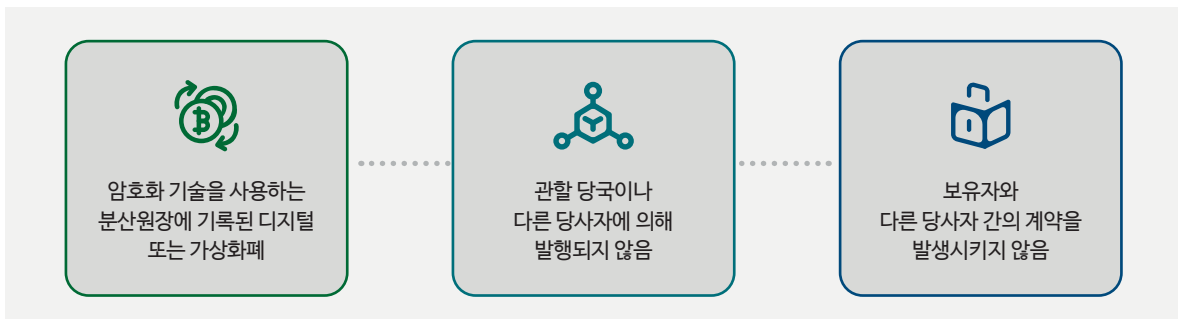 암호화 기술을 사용하는
분산원장에 기록된 디지털
또는 가상화폐
관할 당국이나
다른 당사자에 의해
발행되지 않음
보유자와
다른 당사자 간의 계약을
발생시키지 않음